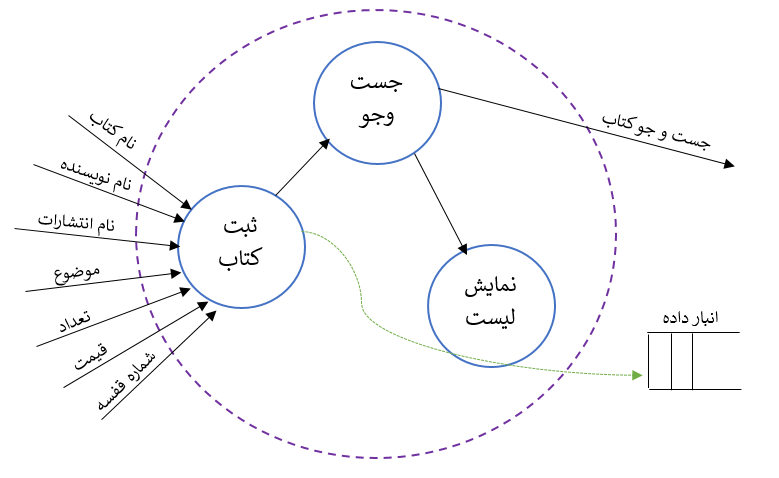 جست
وجو
جست و جو کتاب
نام کتاب
نام نویسنده
نام انتشارات
موضوع
تعداد
قیمت
شماره قفسه
ثبت
کتاب
نمایش
لیست
انبار داده